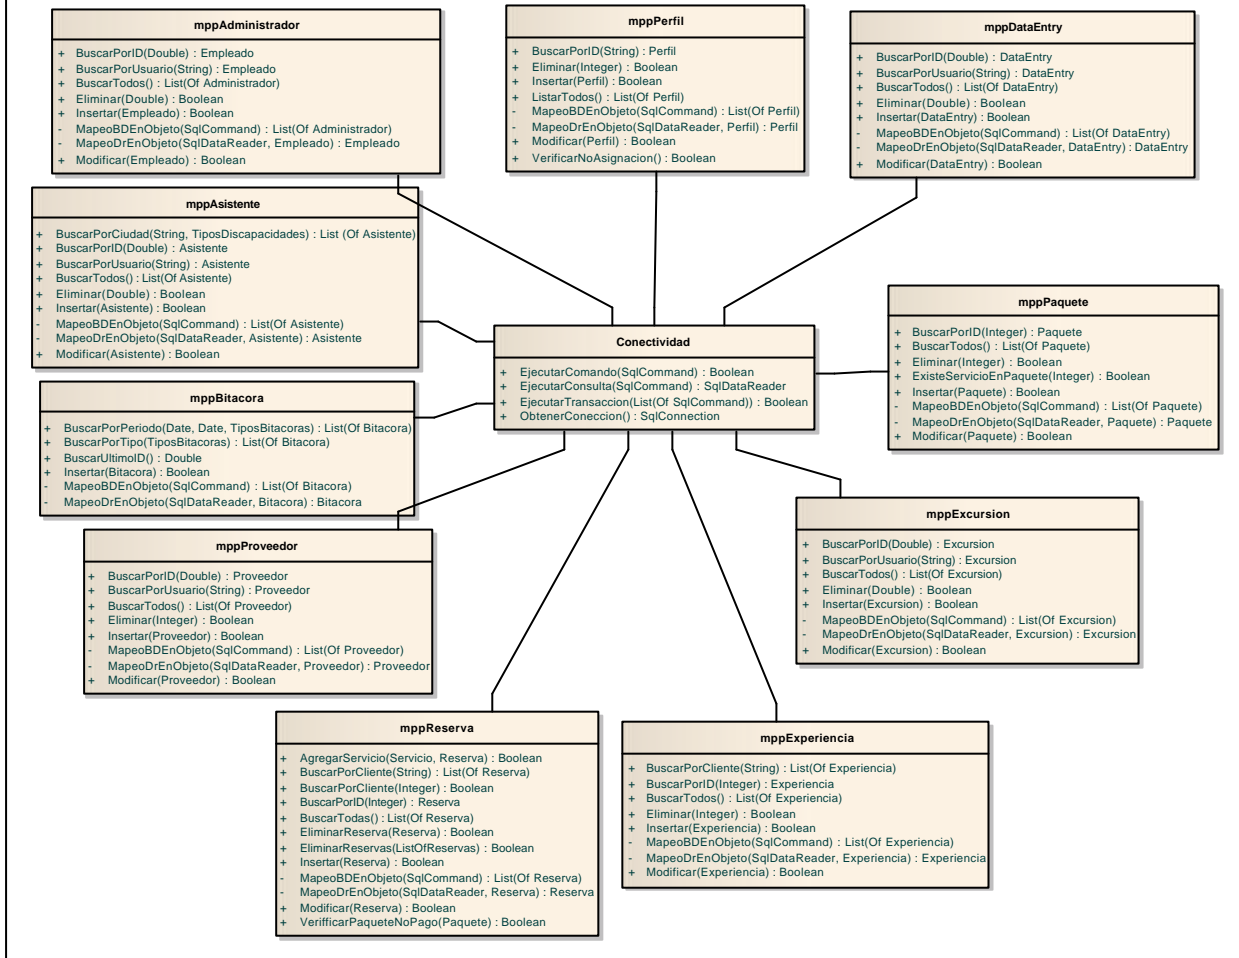 mppAdministrador
+ BuscarPorID(Double) : Empleado
+ BuscarPorUsuario(String) : Empleado
+ BuscarTodos() : List(Of Administrador)
+ Eliminar(Double) : Boolean
+ Insertar(Empleado) : Boolean
- MapeoBDEnObjeto(SqlCommand) : List(Of Administrador)
- MapeoDrEnObjeto(SqlDataReader, Empleado) : Empleado
+ Modificar(Empleado) : Boolean
mppPerfil
+ BuscarPorID(String) : Perfil
+ Eliminar(Integer) : Boolean
+ Insertar(Perfil) : Boolean
+ ListarTodos() : List(Of Perfil)
- MapeoBDEnObjeto(SqlCommand) : List(Of Perfil)
- MapeoDrEnObjeto(SqlDataReader, Perfil) : Perfil
+ Modificar(Perfil) : Boolean
+ VerificarNoAsignacion() : Boolean
mppDataEntry
+ BuscarPorID(Double) : DataEntry
+ BuscarPorUsuario(String) : DataEntry
+ BuscarTodos() : List(Of DataEntry)
+ Eliminar(Double) : Boolean
+ Insertar(DataEntry) : Boolean
- MapeoBDEnObjeto(SqlCommand) : List(Of DataEntry)
- MapeoDrEnObjeto(SqlDataReader, DataEntry) : DataEntry
+ Modificar(DataEntry) : Boolean
mppAsistente
+ BuscarPorCiudad(String, TiposDiscapacidades) : List (Of Asistente)
+ BuscarPorID(Double) : Asistente
+ BuscarPorUsuario(String) : Asistente
+ BuscarTodos() : List(Of Asistente)
+ Eliminar(Double) : Boolean
+ Insertar(Asistente) : Boolean
- MapeoBDEnObjeto(SqlCommand) : List(Of Asistente)
- MapeoDrEnObjeto(SqlDataReader, Asistente) : Asistente
+ Modificar(Asistente) : Boolean
Conectividad
+ EjecutarComando(SqlCommand) : Boolean
+ EjecutarConsulta(SqlCommand) : SqlDataReader
+ EjecutarTransaccion(List(Of SqlCommand)) : Boolean
+ ObtenerConeccion() : SqlConnection
mppPaquete
+ BuscarPorID(Integer) : Paquete
+ BuscarTodos() : List(Of Paquete)
+ Eliminar(Integer) : Boolean
+ ExisteServicioEnPaquete(Integer) : Boolean
+ Insertar(Paquete) : Boolean
- MapeoBDEnObjeto(SqlCommand) : List(Of Paquete)
- MapeoDrEnObjeto(SqlDataReader, Paquete) : Paquete
+ Modificar(Paquete) : Boolean
mppBitacora
+ BuscarPorPeriodo(Date, Date, TiposBitacoras) : List(Of Bitacora)
+ BuscarPorTipo(TiposBitacoras) : List(Of Bitacora)
+ BuscarUltimoID() : Double
+ Insertar(Bitacora) : Boolean
- MapeoBDEnObjeto(SqlCommand) : List(Of Bitacora)
- MapeoDrEnObjeto(SqlDataReader, Bitacora) : Bitacora
mppProveedor
+ BuscarPorID(Double) : Proveedor
+ BuscarPorUsuario(String) : Proveedor
+ BuscarTodos() : List(Of Proveedor)
+ Eliminar(Integer) : Boolean
+ Insertar(Proveedor) : Boolean
- MapeoBDEnObjeto(SqlCommand) : List(Of Proveedor)
- MapeoDrEnObjeto(SqlDataReader, Proveedor) : Proveedor
+ Modificar(Proveedor) : Boolean
mppExcursion
+ BuscarPorID(Double) : Excursion
+ BuscarPorUsuario(String) : Excursion
+ BuscarTodos() : List(Of Excursion)
+ Eliminar(Double) : Boolean
+ Insertar(Excursion) : Boolean
- MapeoBDEnObjeto(SqlCommand) : List(Of Excursion)
- MapeoDrEnObjeto(SqlDataReader, Excursion) : Excursion
+ Modificar(Excursion) : Boolean
mppReserva
+ AgregarServicio(Servicio, Reserva) : Boolean
+ BuscarPorCliente(String) : List(Of Reserva)
+ BuscarPorCliente(Integer) : Boolean
+ BuscarPorID(Integer) : Reserva
+ BuscarTodas() : List(Of Reserva)
+ EliminarReserva(Reserva) : Boolean
+ EliminarReservas(ListOfReservas) : Boolean
+ Insertar(Reserva) : Boolean
- MapeoBDEnObjeto(SqlCommand) : List(Of Reserva)
- MapeoDrEnObjeto(SqlDataReader, Reserva) : Reserva
+ Modificar(Reserva) : Boolean
+ VerifficarPaqueteNoPago(Paquete) : Boolean
mppExperiencia
+ BuscarPorCliente(String) : List(Of Experiencia)
+ BuscarPorID(Integer) : Experiencia
+ BuscarTodos() : List(Of Experiencia)
+ Eliminar(Integer) : Boolean
+ Insertar(Experiencia) : Boolean
- MapeoBDEnObjeto(SqlCommand) : List(Of Experiencia)
- MapeoDrEnObjeto(SqlDataReader, Experiencia) : Experiencia
+ Modificar(Experiencia) : Boolean